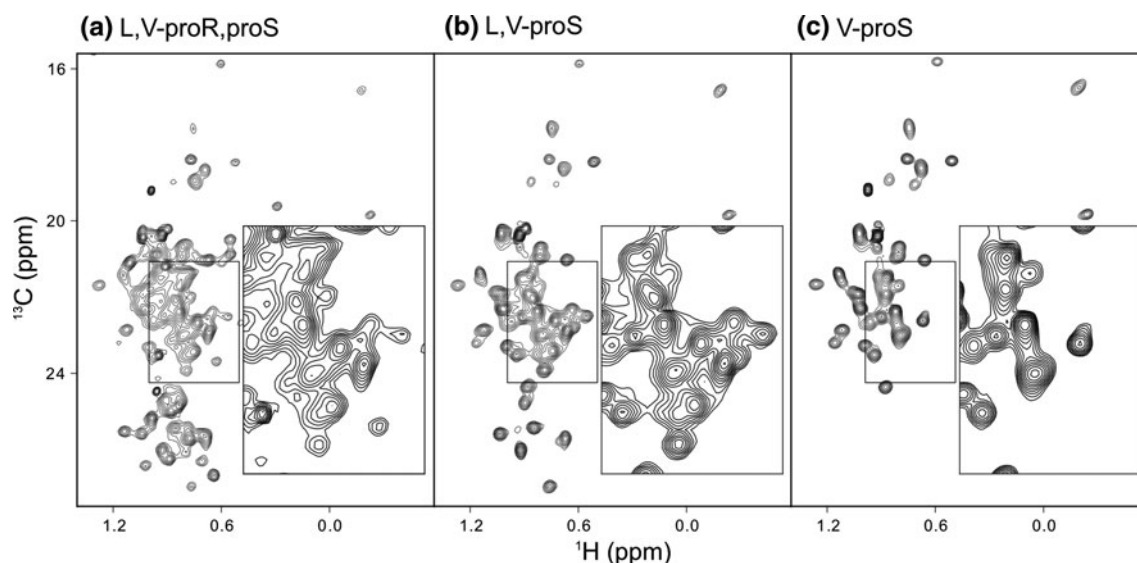 (a) L,V-proR,proS
(b) L,V-proS
(c) V-proS
16
20
24
13C (ppm)
1.2 0.6 0.0
1.2 0.6 0.0
1.2 0.6 0.0
1H (ppm)